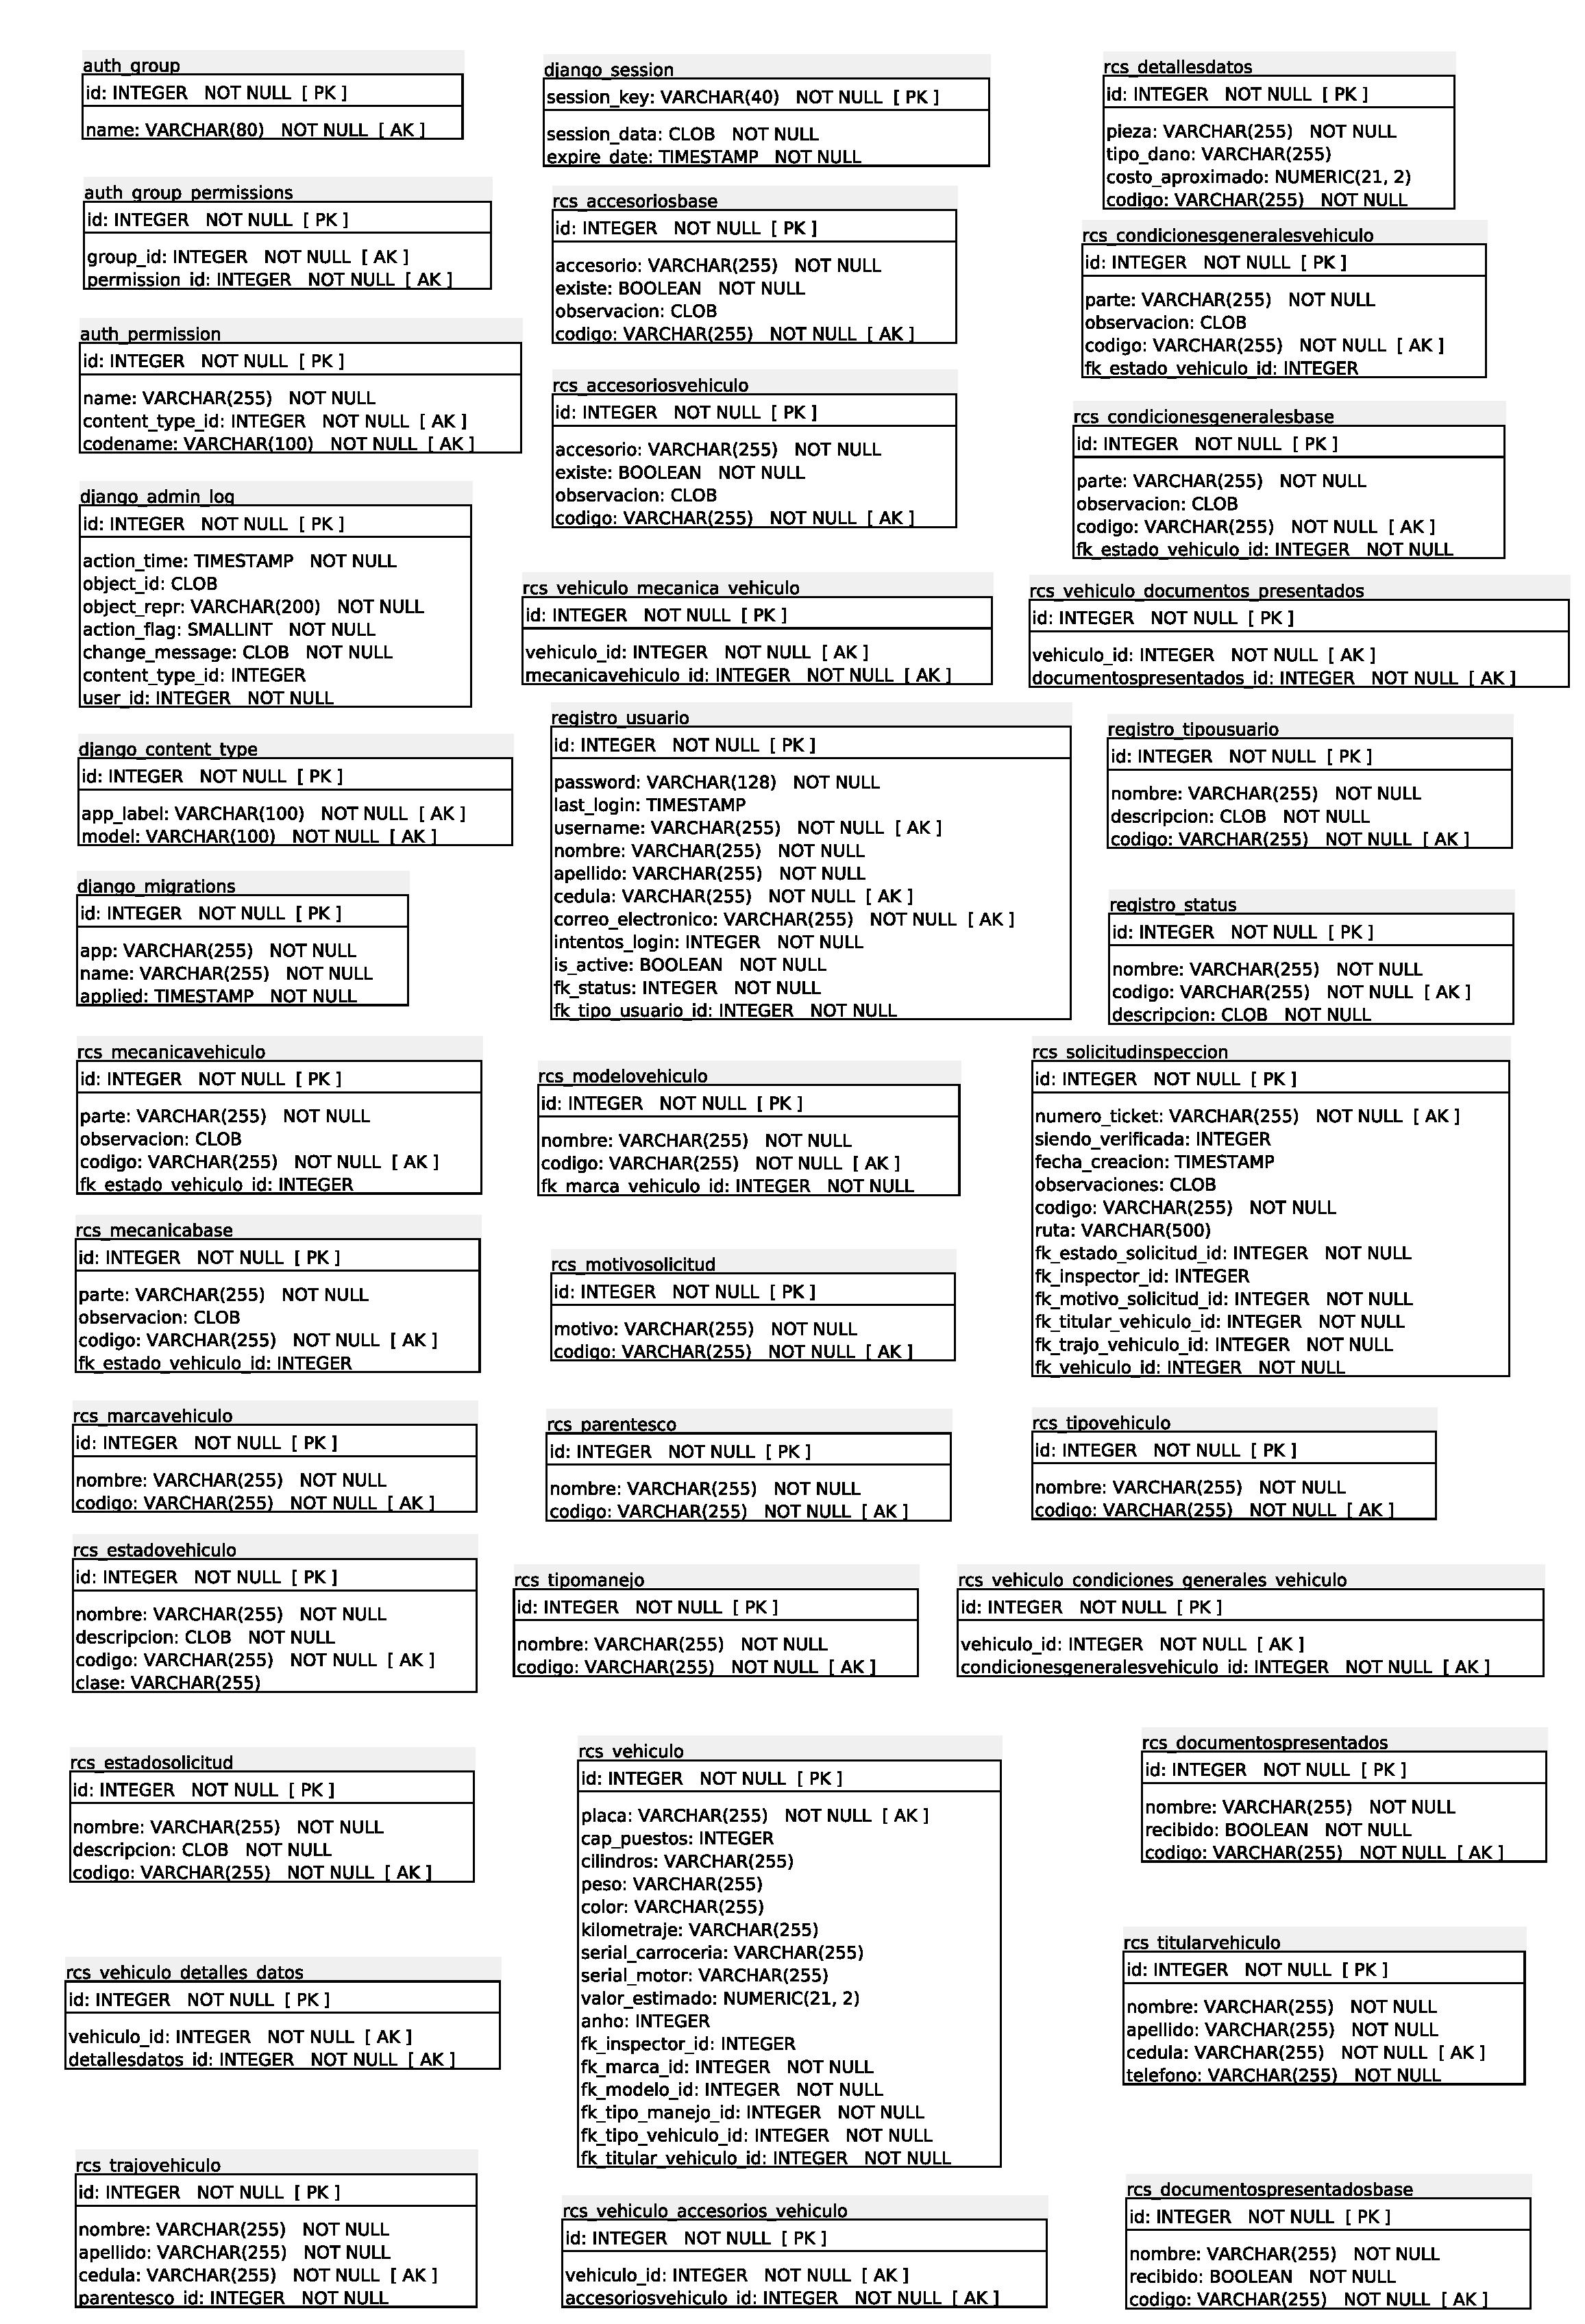 auth_group
id: INTEGER   NOT NULL  [ PK ]
name: VARCHAR(80)   NOT NULL  [ AK ]
auth_group_permissions
id: INTEGER   NOT NULL  [ PK ]
group_id: INTEGER   NOT NULL  [ AK ]
permission_id: INTEGER   NOT NULL  [ AK ]
auth_permission
id: INTEGER   NOT NULL  [ PK ]
name: VARCHAR(255)   NOT NULL
content_type_id: INTEGER   NOT NULL  [ AK ]
codename: VARCHAR(100)   NOT NULL  [ AK ]
django_admin_log
id: INTEGER   NOT NULL  [ PK ]
action_time: TIMESTAMP   NOT NULL
object_id: CLOB
object_repr: VARCHAR(200)   NOT NULL
action_flag: SMALLINT   NOT NULL
change_message: CLOB   NOT NULL
content_type_id: INTEGER
user_id: INTEGER   NOT NULL
django_content_type
id: INTEGER   NOT NULL  [ PK ]
app_label: VARCHAR(100)   NOT NULL  [ AK ]
model: VARCHAR(100)   NOT NULL  [ AK ]
django_migrations
id: INTEGER   NOT NULL  [ PK ]
app: VARCHAR(255)   NOT NULL
name: VARCHAR(255)   NOT NULL
applied: TIMESTAMP   NOT NULL
rcs_mecanicavehiculo
id: INTEGER   NOT NULL  [ PK ]
parte: VARCHAR(255)   NOT NULL
observacion: CLOB
codigo: VARCHAR(255)   NOT NULL  [ AK ]
fk_estado_vehiculo_id: INTEGER
rcs_mecanicabase
id: INTEGER   NOT NULL  [ PK ]
parte: VARCHAR(255)   NOT NULL
observacion: CLOB
codigo: VARCHAR(255)   NOT NULL  [ AK ]
fk_estado_vehiculo_id: INTEGER
rcs_marcavehiculo
id: INTEGER   NOT NULL  [ PK ]
nombre: VARCHAR(255)   NOT NULL
codigo: VARCHAR(255)   NOT NULL  [ AK ]
rcs_estadovehiculo
id: INTEGER   NOT NULL  [ PK ]
nombre: VARCHAR(255)   NOT NULL
descripcion: CLOB   NOT NULL
codigo: VARCHAR(255)   NOT NULL  [ AK ]
clase: VARCHAR(255)
rcs_estadosolicitud
id: INTEGER   NOT NULL  [ PK ]
nombre: VARCHAR(255)   NOT NULL
descripcion: CLOB   NOT NULL
codigo: VARCHAR(255)   NOT NULL  [ AK ]
rcs_vehiculo_detalles_datos
id: INTEGER   NOT NULL  [ PK ]
vehiculo_id: INTEGER   NOT NULL  [ AK ]
detallesdatos_id: INTEGER   NOT NULL  [ AK ]
rcs_trajovehiculo
id: INTEGER   NOT NULL  [ PK ]
nombre: VARCHAR(255)   NOT NULL
apellido: VARCHAR(255)   NOT NULL
cedula: VARCHAR(255)   NOT NULL  [ AK ]
parentesco_id: INTEGER   NOT NULL
django_session
session_key: VARCHAR(40)   NOT NULL  [ PK ]
session_data: CLOB   NOT NULL
expire_date: TIMESTAMP   NOT NULL
rcs_accesoriosbase
id: INTEGER   NOT NULL  [ PK ]
accesorio: VARCHAR(255)   NOT NULL
existe: BOOLEAN   NOT NULL
observacion: CLOB
codigo: VARCHAR(255)   NOT NULL  [ AK ]
rcs_accesoriosvehiculo
id: INTEGER   NOT NULL  [ PK ]
accesorio: VARCHAR(255)   NOT NULL
existe: BOOLEAN   NOT NULL
observacion: CLOB
codigo: VARCHAR(255)   NOT NULL  [ AK ]
rcs_vehiculo_mecanica_vehiculo
id: INTEGER   NOT NULL  [ PK ]
vehiculo_id: INTEGER   NOT NULL  [ AK ]
mecanicavehiculo_id: INTEGER   NOT NULL  [ AK ]
registro_usuario
id: INTEGER   NOT NULL  [ PK ]
password: VARCHAR(128)   NOT NULL
last_login: TIMESTAMP
username: VARCHAR(255)   NOT NULL  [ AK ]
nombre: VARCHAR(255)   NOT NULL
apellido: VARCHAR(255)   NOT NULL
cedula: VARCHAR(255)   NOT NULL  [ AK ]
correo_electronico: VARCHAR(255)   NOT NULL  [ AK ]
intentos_login: INTEGER   NOT NULL
is_active: BOOLEAN   NOT NULL
fk_status: INTEGER   NOT NULL
fk_tipo_usuario_id: INTEGER   NOT NULL
rcs_modelovehiculo
id: INTEGER   NOT NULL  [ PK ]
nombre: VARCHAR(255)   NOT NULL
codigo: VARCHAR(255)   NOT NULL  [ AK ]
fk_marca_vehiculo_id: INTEGER   NOT NULL
rcs_motivosolicitud
id: INTEGER   NOT NULL  [ PK ]
motivo: VARCHAR(255)   NOT NULL
codigo: VARCHAR(255)   NOT NULL  [ AK ]
rcs_parentesco
id: INTEGER   NOT NULL  [ PK ]
nombre: VARCHAR(255)   NOT NULL
codigo: VARCHAR(255)   NOT NULL  [ AK ]
rcs_tipomanejo
id: INTEGER   NOT NULL  [ PK ]
nombre: VARCHAR(255)   NOT NULL
codigo: VARCHAR(255)   NOT NULL  [ AK ]
rcs_vehiculo
id: INTEGER   NOT NULL  [ PK ]
placa: VARCHAR(255)   NOT NULL  [ AK ]
cap_puestos: INTEGER
cilindros: VARCHAR(255)
peso: VARCHAR(255)
color: VARCHAR(255)
kilometraje: VARCHAR(255)
serial_carroceria: VARCHAR(255)
serial_motor: VARCHAR(255)
valor_estimado: NUMERIC(21, 2)
anho: INTEGER
fk_inspector_id: INTEGER
fk_marca_id: INTEGER   NOT NULL
fk_modelo_id: INTEGER   NOT NULL
fk_tipo_manejo_id: INTEGER   NOT NULL
fk_tipo_vehiculo_id: INTEGER   NOT NULL
fk_titular_vehiculo_id: INTEGER   NOT NULL
rcs_vehiculo_accesorios_vehiculo
id: INTEGER   NOT NULL  [ PK ]
vehiculo_id: INTEGER   NOT NULL  [ AK ]
accesoriosvehiculo_id: INTEGER   NOT NULL  [ AK ]
rcs_detallesdatos
id: INTEGER   NOT NULL  [ PK ]
pieza: VARCHAR(255)   NOT NULL
tipo_dano: VARCHAR(255)
costo_aproximado: NUMERIC(21, 2)
codigo: VARCHAR(255)   NOT NULL
rcs_condicionesgeneralesvehiculo
id: INTEGER   NOT NULL  [ PK ]
parte: VARCHAR(255)   NOT NULL
observacion: CLOB
codigo: VARCHAR(255)   NOT NULL  [ AK ]
fk_estado_vehiculo_id: INTEGER
rcs_condicionesgeneralesbase
id: INTEGER   NOT NULL  [ PK ]
parte: VARCHAR(255)   NOT NULL
observacion: CLOB
codigo: VARCHAR(255)   NOT NULL  [ AK ]
fk_estado_vehiculo_id: INTEGER   NOT NULL
rcs_vehiculo_documentos_presentados
id: INTEGER   NOT NULL  [ PK ]
vehiculo_id: INTEGER   NOT NULL  [ AK ]
documentospresentados_id: INTEGER   NOT NULL  [ AK ]
registro_tipousuario
id: INTEGER   NOT NULL  [ PK ]
nombre: VARCHAR(255)   NOT NULL
descripcion: CLOB   NOT NULL
codigo: VARCHAR(255)   NOT NULL  [ AK ]
registro_status
id: INTEGER   NOT NULL  [ PK ]
nombre: VARCHAR(255)   NOT NULL
codigo: VARCHAR(255)   NOT NULL  [ AK ]
descripcion: CLOB   NOT NULL
rcs_solicitudinspeccion
id: INTEGER   NOT NULL  [ PK ]
numero_ticket: VARCHAR(255)   NOT NULL  [ AK ]
siendo_verificada: INTEGER
fecha_creacion: TIMESTAMP
observaciones: CLOB
codigo: VARCHAR(255)   NOT NULL
ruta: VARCHAR(500)
fk_estado_solicitud_id: INTEGER   NOT NULL
fk_inspector_id: INTEGER
fk_motivo_solicitud_id: INTEGER   NOT NULL
fk_titular_vehiculo_id: INTEGER   NOT NULL
fk_trajo_vehiculo_id: INTEGER   NOT NULL
fk_vehiculo_id: INTEGER   NOT NULL
rcs_tipovehiculo
id: INTEGER   NOT NULL  [ PK ]
nombre: VARCHAR(255)   NOT NULL
codigo: VARCHAR(255)   NOT NULL  [ AK ]
rcs_vehiculo_condiciones_generales_vehiculo
id: INTEGER   NOT NULL  [ PK ]
vehiculo_id: INTEGER   NOT NULL  [ AK ]
condicionesgeneralesvehiculo_id: INTEGER   NOT NULL  [ AK ]
rcs_documentospresentados
id: INTEGER   NOT NULL  [ PK ]
nombre: VARCHAR(255)   NOT NULL
recibido: BOOLEAN   NOT NULL
codigo: VARCHAR(255)   NOT NULL  [ AK ]
rcs_titularvehiculo
id: INTEGER   NOT NULL  [ PK ]
nombre: VARCHAR(255)   NOT NULL
apellido: VARCHAR(255)   NOT NULL
cedula: VARCHAR(255)   NOT NULL  [ AK ]
telefono: VARCHAR(255)   NOT NULL
rcs_documentospresentadosbase
id: INTEGER   NOT NULL  [ PK ]
nombre: VARCHAR(255)   NOT NULL
recibido: BOOLEAN   NOT NULL
codigo: VARCHAR(255)   NOT NULL  [ AK ]